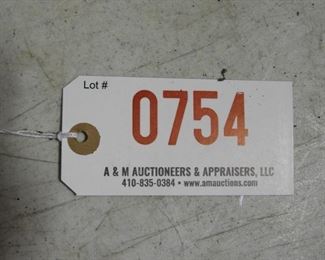 Lot #
0754
A & M AUCTIONEERS & APPRAISERS, LLC
410-835-0384 • www.amauctions.com